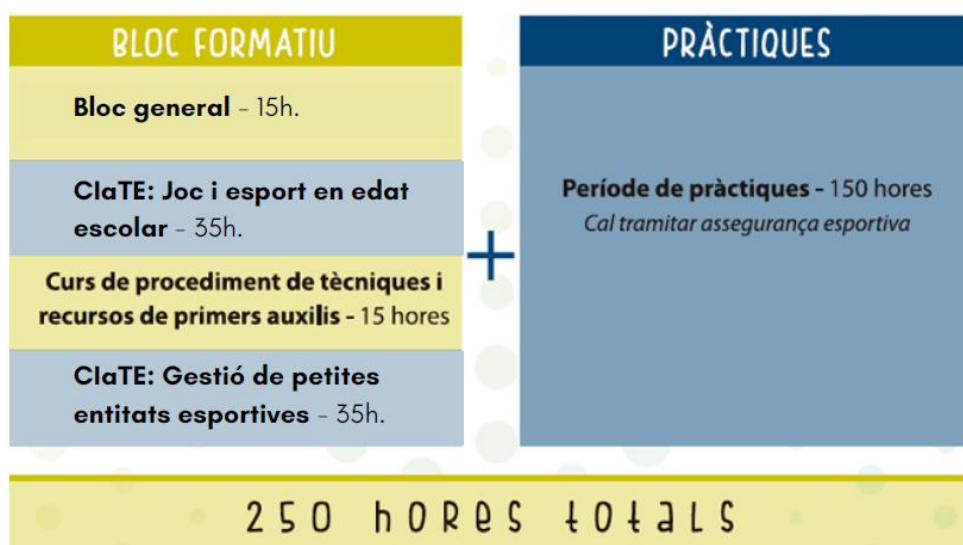 BLOC FORMATIU
Bloc general – 15h.
CIaTE: Joc i esport en edat
escolar – 35h.
Curs de procediment de tècniques i
recursos de primers auxilis - 15 hores
CIaTE: Gestió de petites
entitats esportives – 35h.
+
PRÀCTIQUES
Període de pràctiques - 150 hores
Cal tramitar assegurança esportiva
250 hores totals